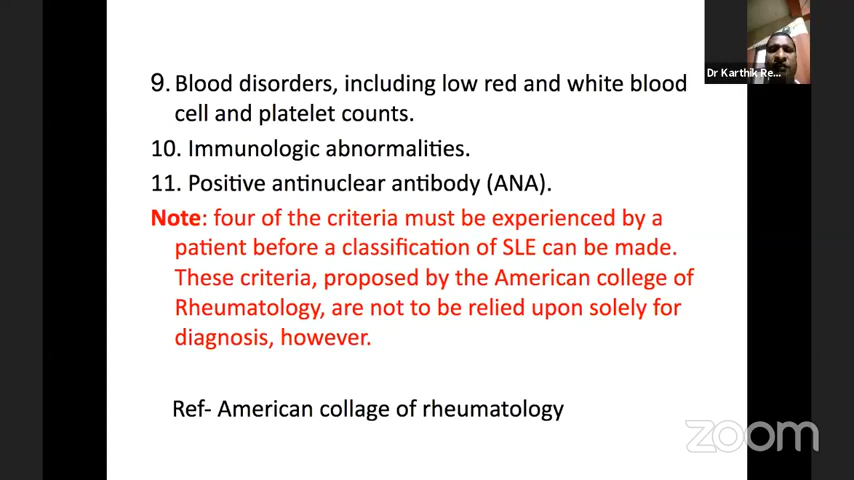 Dr Karthik Re...
9. Blood disorders, including low red and white blood
cell and platelet counts.
10. Immunologic abnormalities.
11. Positive antinuclear antibody (ANA).
Note: four of the criteria must be experienced by a
patient before a classification of SLE can be made.
These criteria, proposed by the American college of
Rheumatology, are not to be relied upon solely for
diagnosis, however.
Ref- American collage of rheumatology
zoom